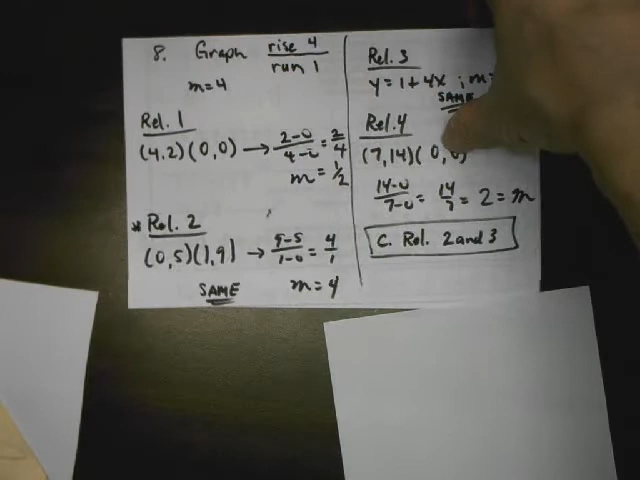 8. Graph rise 4
run 1
m=4
Rel. 1
(4,2)(0,0) → 2-0/4-0 = 2/4
m = 1/2
* Rel. 2
(0,5)(1,9) → 9-5/1-0 = 4/1
SAME m=4
Rel. 3
y=1+4x ; m=
SAME
Rel. 4
(7,14)(0,0)
14-0/7-0 = 14/7 = 2 = m
C. Rel. 2 and 3